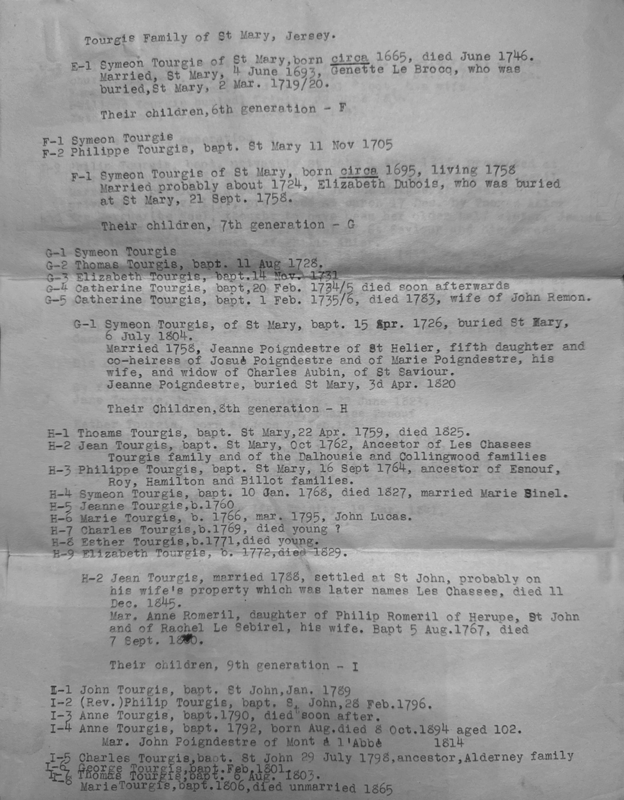 Tourgis Family of St Mary, Jersey.
E-1 Symeon Tourgis of St Mary, born circa 1665, died June 1746.
Married, St Mary, 4 June 1693, Genette Le Brocq, who was
buried,St Mary, 2 Mar. 1719/20.
Their children,6th generation - F
F-1 Symeon Tourgis
F-2 Philippe Tourgis, bapt. St Mary 11 Nov 1705
F-1 Symeon Tourgis of St Mary, born circa 1695, living 1758
Married probably about 1724, Elizabeth Dubois, who was buried
at St Mary, 21 Sept. 1758.
Their children, 7th generation - G
G-1 Symeon Tourgis
G-2 Thomas Tourgis, bapt. 11 Aug 1728.
G-3 Elizabeth Tourgis, bapt.14 Mav. 1731
G-4 Catherine Tourgis, bapt,20 Feb. 1734/5 died soon afterwards
G-5 Catherine Tourgis, bapt. 1 Feb. 1735/6, died 1783, wife of John Remon.
G-1 Symeon Tourgis, of St Mary, bapt. 15 Apr. 1726, buried St Mary,
6 July 1804.
Married 1758, Jeanne Poigndestre of St Helier, fifth daughter and
co-heiress of Josué Poigndestre and of Marie Poigndestre, his
wife, and widow of Charles Aubin, of St Saviour.
Jeanne Poigndestre, buried St Mary, 3d Apr. 1820
Their Children,8th generation - H
H-1 Thoams Tourgis, bapt. St Mary,22 Apr. 1759, died 1825.
H-2 Jean Tourgis, bapt. St Mary, Oct 1762, Ancestor of Les Chasses
Tourgis family and of the Dalhousie and Collingwood families
H-3 Philippe Tourgis, bapt. St Mary, 16 Sept 1764, ancestor of Esnouf,
Roy, Hamilton and Billot families.
H-4 Symeon Tourgis, bapt. 10 Jan. 1768, died 1827, married Marie Binel.
H-5 Jeanne Tourgis,b.1760
H-6 Marie Tourgis, b. 1766, mar. 1795, John Lucas.
H-7 Charles Tourgis,b.1769, died young ?
H-8 Esther Tourgis,b.1771,died young.
H-9 Elizabeth Tourgis, b. 1772,died 1829.
H-2 Jean Tourgis, married 1788, settled at St John, probably on
his wife's property which was later names Les Chasses, died 11
Dec. 1845.
Mar. Anne Romeril, daughter of Philip Romeril of Herupe, St John
and of Rachel Le Sebirel, his wife. Bapt 5 Aug.1767, died
7 Sept.
Their children, 9th generation - I
I-1 John Tourgis, bapt. St John,Jan. 1789
I-2 (Rev.)Philip Tourgis, bapt. St John,28 Feb.1796.
I-3 Anne Tourgis, bapt.1790, died soon after.
I-4 Anne Tourgis, bapt. 1792, born Aug.died 8 Oct.1894 aged 102.
Mar. John Poigndestre of Mont à l'Abbé 1814
I-5 Charles Tourgis,bapt. St John 29 July 1798,ancestor,Alderney family
I-6 George Tourgis,bapt.Feb.1801.
I-7 Thomas Tourgis,bapt. 8 Aug. 1803.
Marie Tourgis,bapt.1806,died unmarried 1865